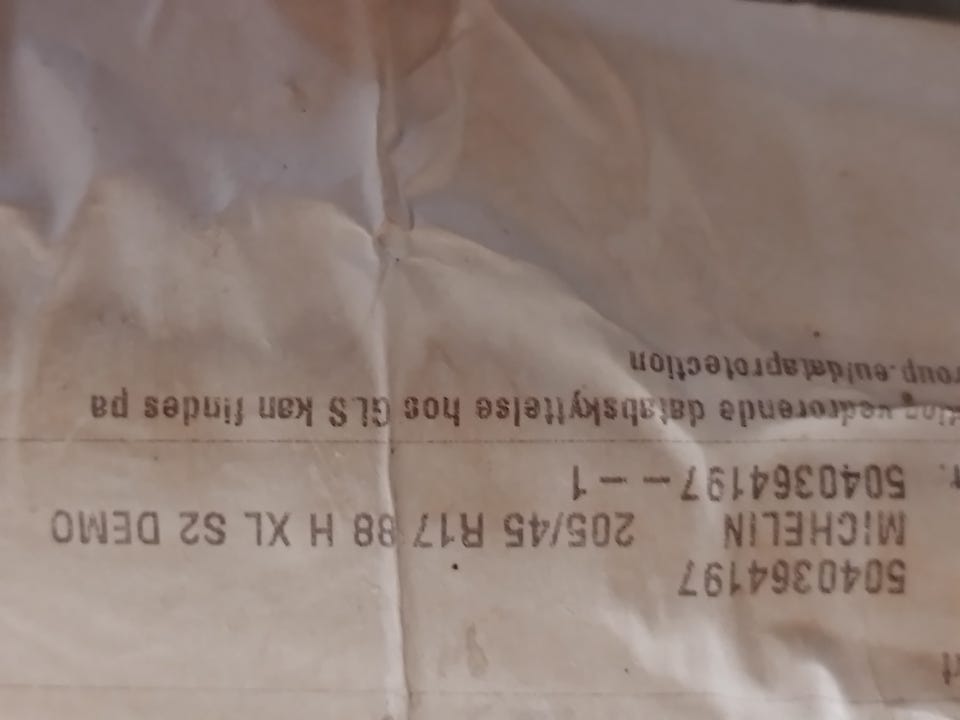 5040364197
MICHELIN 205/45 R17 88 H XL S2 DEMO
5040364197 -- 1
vedrorende databskyttelse hos GLS kan findes pa
roup.eu/dataprotection